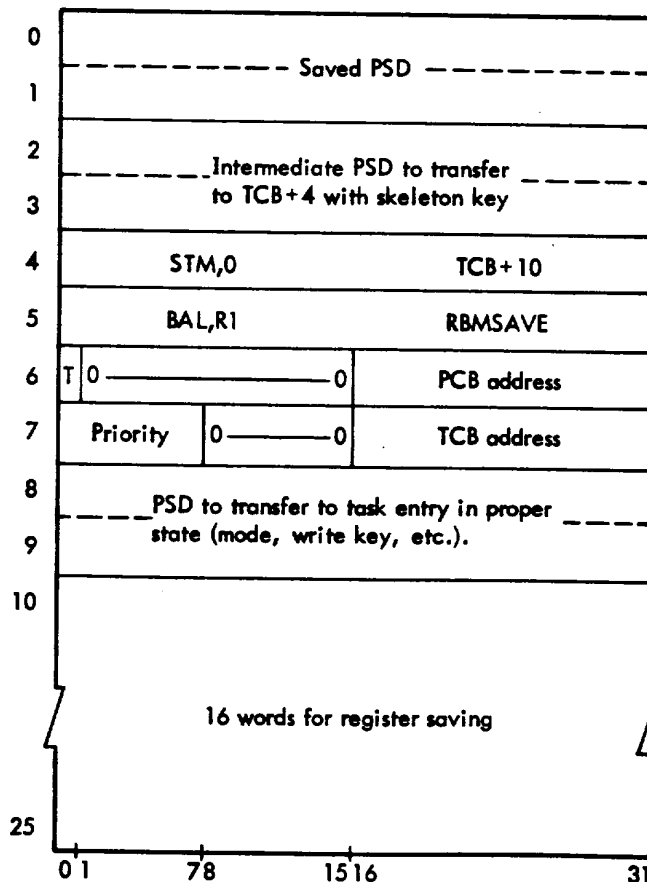 0
Saved PSD
1
2
Intermediate PSD to transfer
to TCB+4 with skeleton key
3
4 STM,0 TCB+10
5 BAL,R1 RBMSAVE
6 T 0 0 PCB address
7 Priority 0 0 TCB address
8
PSD to transfer to task entry in proper
state (mode, write key, etc.).
9
10
16 words for register saving
25
0 1 7 8 15 16 31